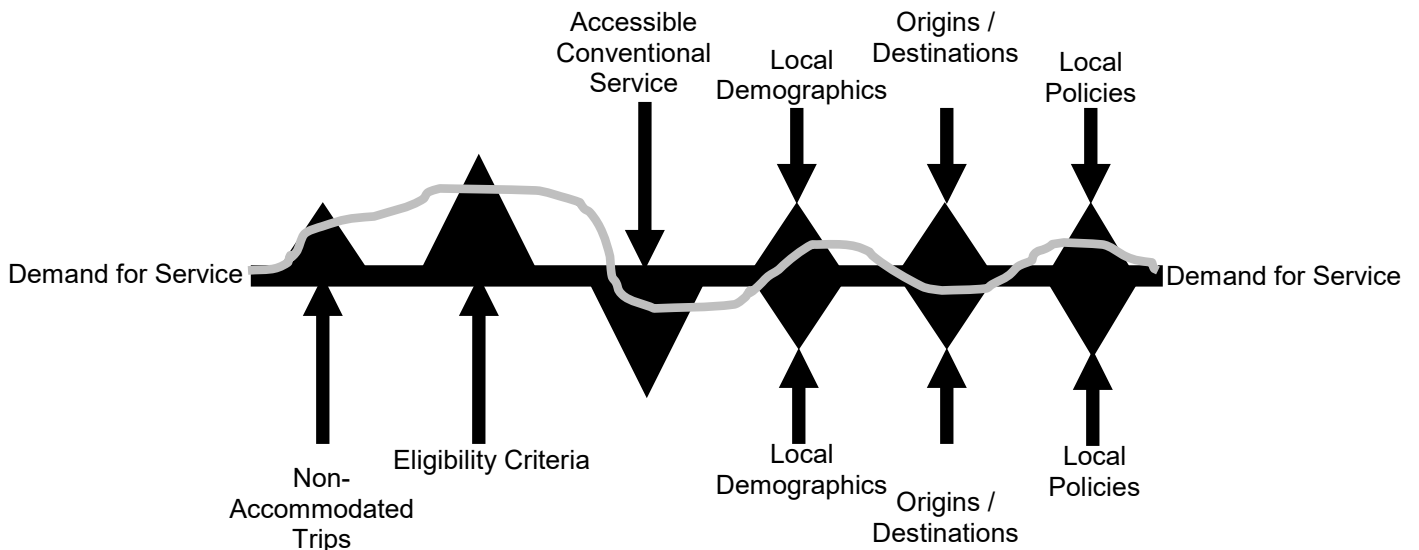 Accessible
Conventional
Service
Local
Demographics
Origins /
Destinations
Local
Policies
Demand for Service
Demand for Service
Non-
Accommodated
Trips
Eligibility Criteria
Local
Demographics
Origins /
Destinations
Local
Policies